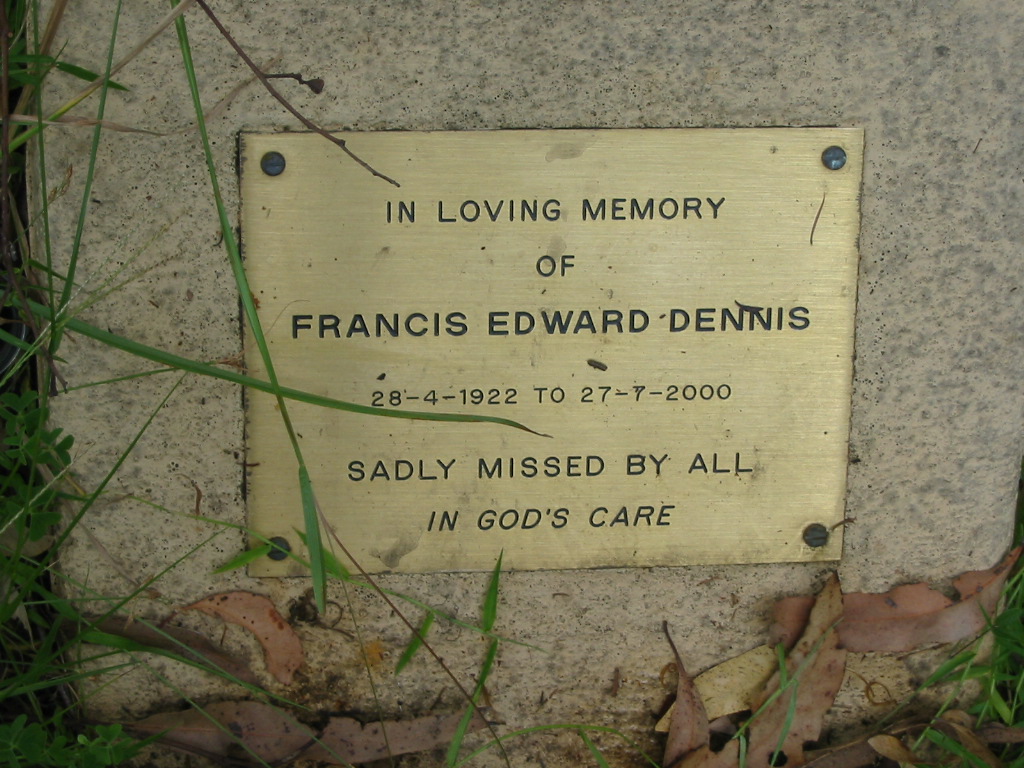 IN LOVING MEMORY
OF
FRANCIS EDWARD DENNIS
28-4-1922 TO 27-7-2000
SADLY MISSED BY ALL
IN GOD'S CARE